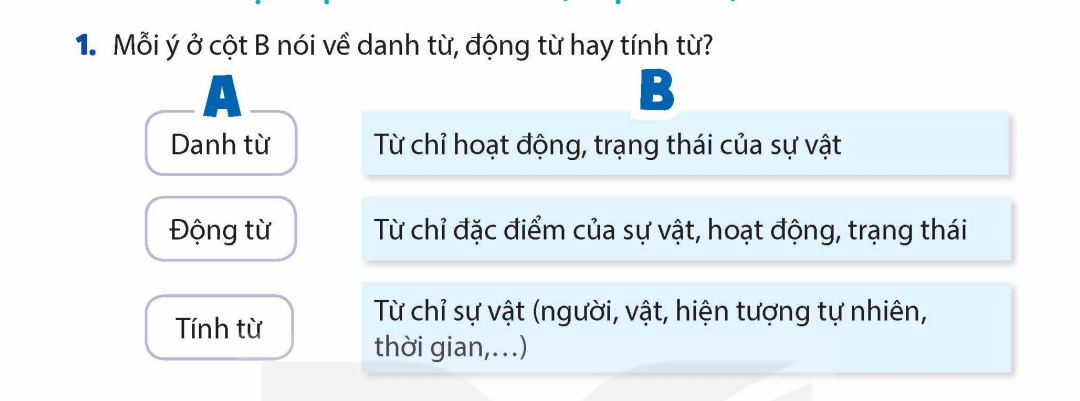 1. Mỗi ý ở cột B nói về danh từ, động từ hay tính từ?
A
B
Danh từ
Từ chỉ hoạt động, trạng thái của sự vật
Động từ
Từ chỉ đặc điểm của sự vật, hoạt động, trạng thái
Tính từ
Từ chỉ sự vật (người, vật, hiện tượng tự nhiên,
thời gian,...)